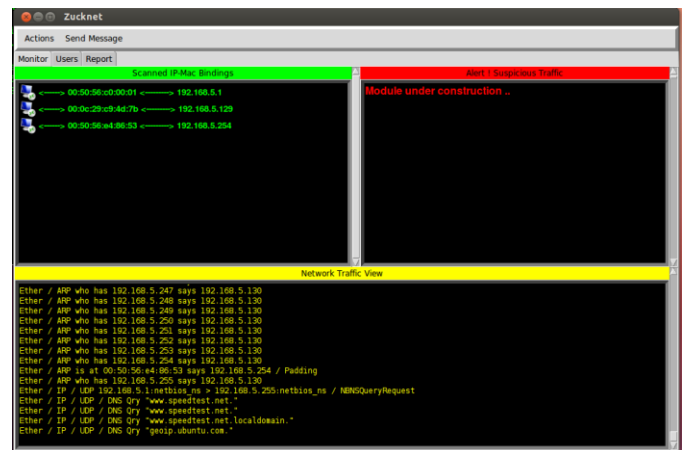 Zucknet
Actions Send Message
Monitor Users Report
Scanned IP-Mac Bindings
<----> 00:50:56:c0:00:01 <----> 192.168.5.1
<----> 00:0c:29:c9:4d:7b <----> 192.168.5.129
<----> 00:50:56:e4:86:53 <----> 192.168.5.254
Alert ! Suspicious Traffic
Module under construction ..
Network Traffic View
Ether / ARP who has 192.168.5.247 says 192.168.5.130
Ether / ARP who has 192.168.5.248 says 192.168.5.130
Ether / ARP who has 192.168.5.249 says 192.168.5.130
Ether / ARP who has 192.168.5.250 says 192.168.5.130
Ether / ARP who has 192.168.5.251 says 192.168.5.130
Ether / ARP who has 192.168.5.252 says 192.168.5.130
Ether / ARP who has 192.168.5.253 says 192.168.5.130
Ether / ARP who has 192.168.5.254 says 192.168.5.130
Ether / ARP is at 00:50:56:e4:86:53 says 192.168.5.254 / Padding
Ether / ARP who has 192.168.5.255 says 192.168.5.130
Ether / IP / UDP 192.168.5.1:netbios_ns > 192.168.5.255:netbios_ns / NBNSQueryRequest
Ether / IP / UDP / DNS Qry "www.speedtest.net."
Ether / IP / UDP / DNS Qry "www.speedtest.net."
Ether / IP / UDP / DNS Qry "www.speedtest.net.localdomain."
Ether / IP / UDP / DNS Qry "geoip.ubuntu.com."